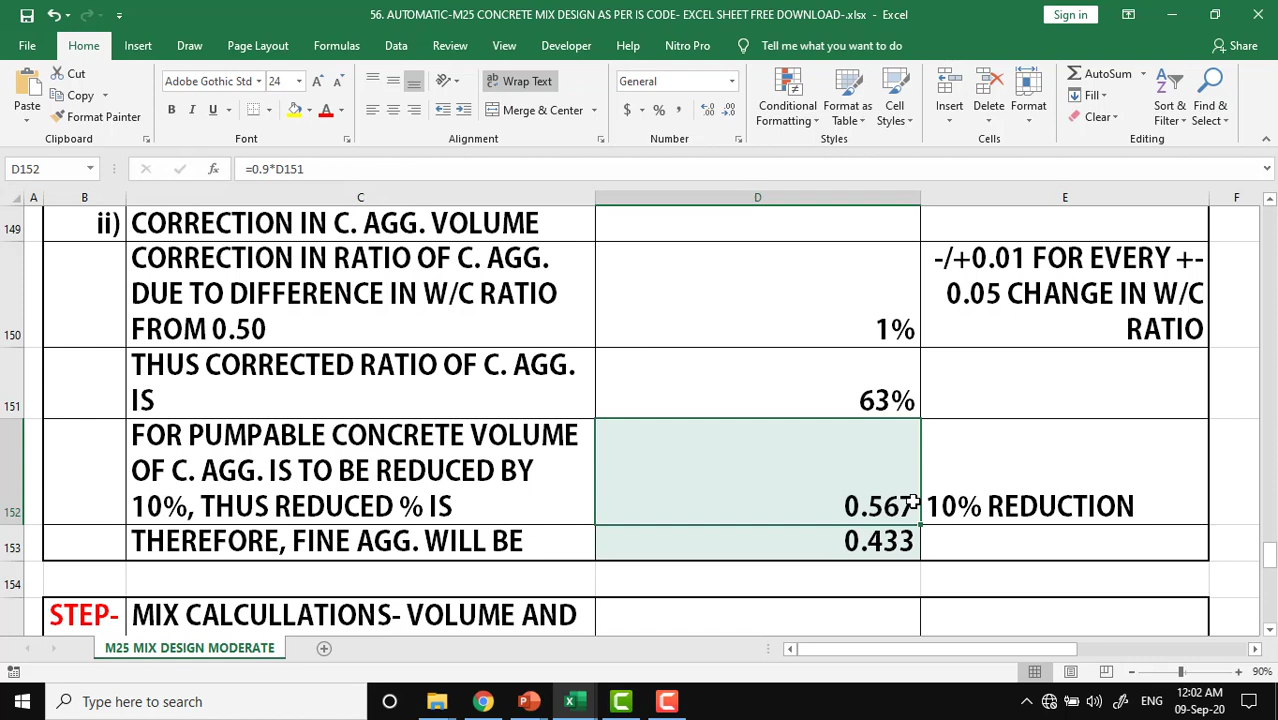 56. AUTOMATIC-M25 CONCRETE MIX DESIGN AS PER IS CODE- EXCEL SHEET FREE DOWNLOAD-.xlsx - Excel
Sign in
File Home Insert Draw Page Layout Formulas Data Review View Developer Help Nitro Pro Tell me what you want to do Share
Paste
Cut
Copy
Format Painter
Clipboard
Adobe Gothic Std 24
B I U
Font
Wrap Text
Merge & Center
Alignment
General
$ % ,
Number
Conditional Formatting
Format as Table
Cell Styles
Styles
Insert
Delete
Format
Cells
AutoSum
Fill
Clear
Sort & Filter
Find & Select
Editing
D152 fx =0.9*D151
A B C D E F
149 ii) CORRECTION IN C. AGG. VOLUME
CORRECTION IN RATIO OF C. AGG. -/+0.01 FOR EVERY +-
DUE TO DIFFERENCE IN W/C RATIO 0.05 CHANGE IN W/C
150 FROM 0.50 1% RATIO
THUS CORRECTED RATIO OF C. AGG.
151 IS 63%
FOR PUMPABLE CONCRETE VOLUME
OF C. AGG. IS TO BE REDUCED BY
152 10%, THUS REDUCED % IS 0.567 10% REDUCTION
153 THEREFORE, FINE AGG. WILL BE 0.433
154
STEP- MIX CALCULLATIONS- VOLUME AND
M25 MIX DESIGN MODERATE
90%
Type here to search
ENG
12:02 AM
09-Sep-20